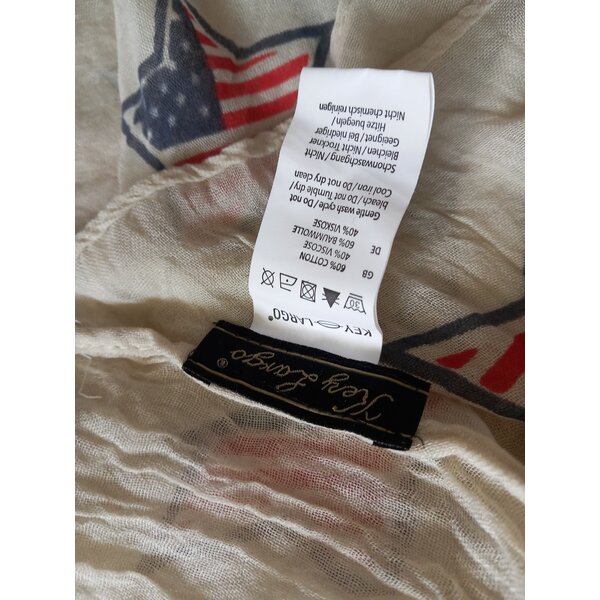 KEY LARGO®
30
GB
60% COTTON
40% VISCOSE
DE
60% BAUMWOLLE
40% VISKOSE
Gentle wash cycle/Do not
bleach/Do not Tumble dry/
Cool iron/Do not dry clean
Schonwaschgang/Nicht
Bleichen/Nicht Trockner
Geeignet/Bei niedriger
Hitze buegeln/
Nicht chemisch reinigen
Key Largo®